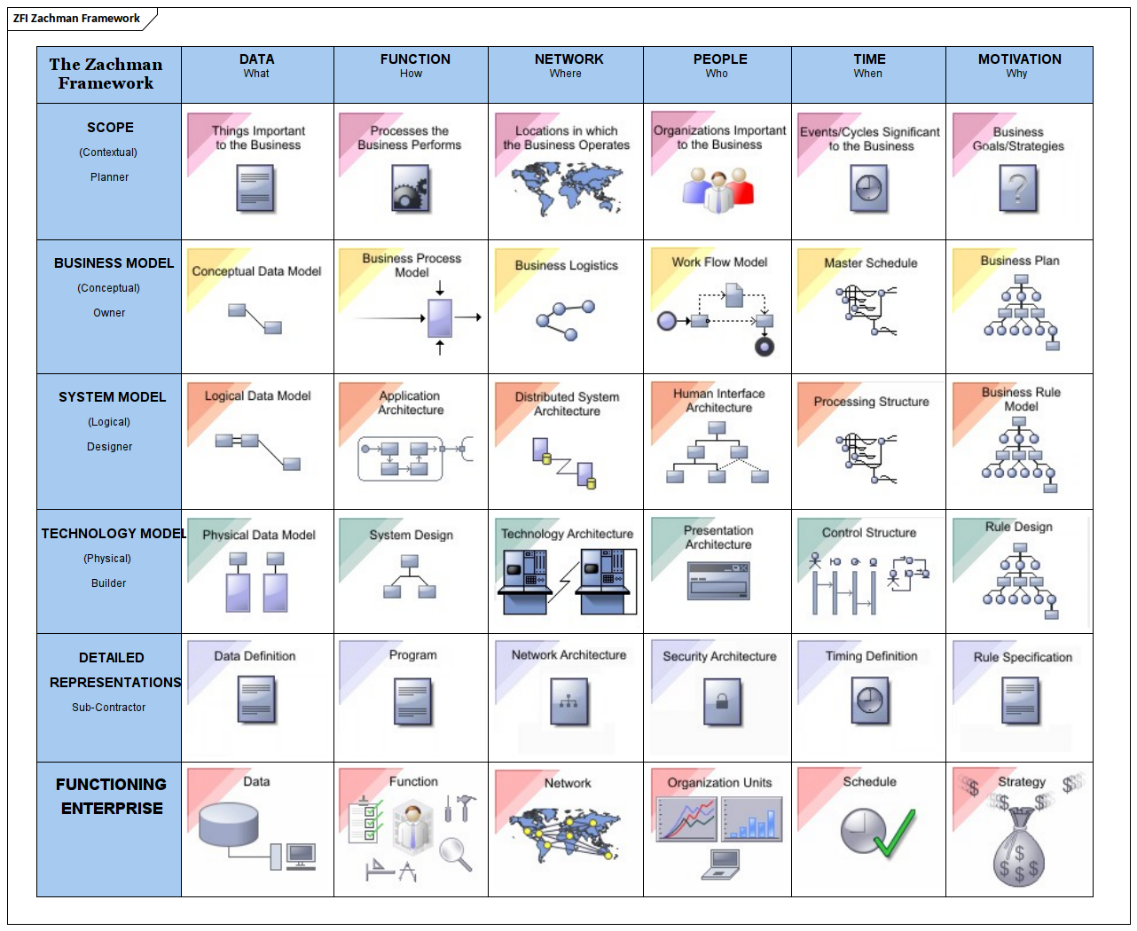 ZFI Zachman Framework
The Zachman
Framework
DATA
What
FUNCTION
How
NETWORK
Where
PEOPLE
Who
TIME
When
MOTIVATION
Why
SCOPE
(Contextual)
Planner
Things Important
to the Business
Processes the
Business Performs
Locations in which
the Business Operates
Organizations Important
to the Business
Events/Cycles Significant
to the Business
Business
Goals/Strategies
?
BUSINESS MODEL
(Conceptual)
Owner
Conceptual Data Model
Business Process
Model
Business Logistics
Work Flow Model
Master Schedule
Business Plan
SYSTEM MODEL
(Logical)
Designer
Logical Data Model
Application
Architecture
Distributed System
Architecture
Human Interface
Architecture
Processing Structure
Business Rule
Model
TECHNOLOGY MODEL
(Physical)
Builder
Physical Data Model
System Design
Technology Architecture
Presentation
Architecture
Control Structure
Rule Design
DETAILED
REPRESENTATIONS
Sub-Contractor
Data Definition
Program
Network Architecture
Security Architecture
Timing Definition
Rule Specification
FUNCTIONING
ENTERPRISE
Data
Function
Network
Organization Units
Schedule
Strategy
$ $ $ $
$
$ $ $